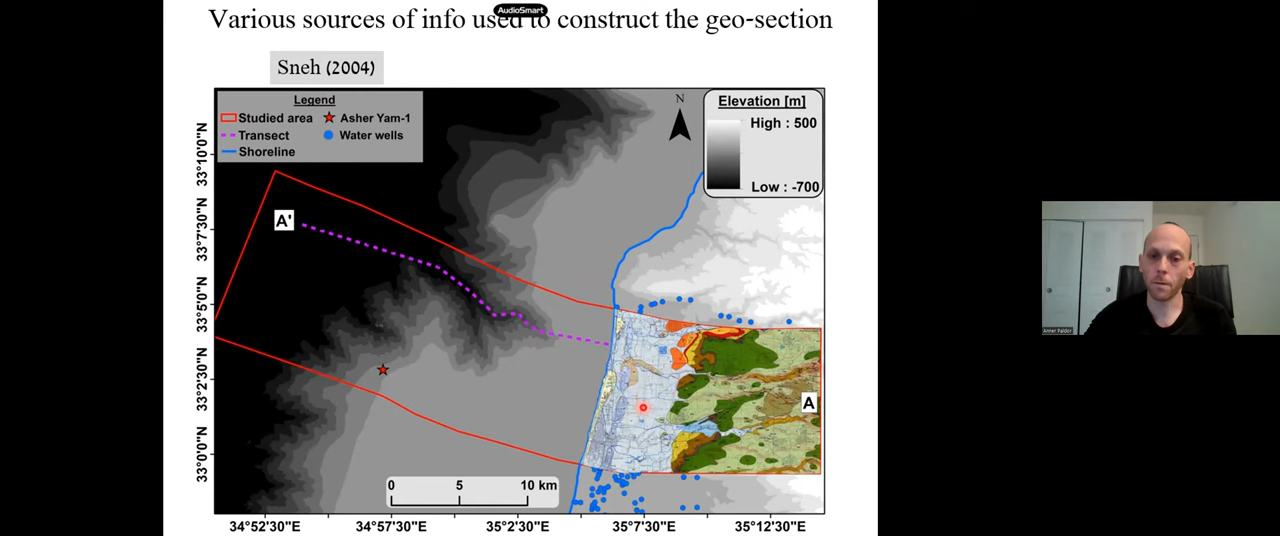 Various sources of info used to construct the geo-section
AudioSmart
Sneh (2004)
Legend
Studied area
Asher Yam-1
Transect
Water wells
Shoreline
N
Elevation [m]
High : 500
Low : -700
A'
A
33°10'0"N
33°7'30"N
33°5'0"N
33°2'30"N
33°0'0"N
0 5 10 km
34°52'30"E 34°57'30"E 35°2'30"E 35°7'30"E 35°12'30"E
Anner Paldor